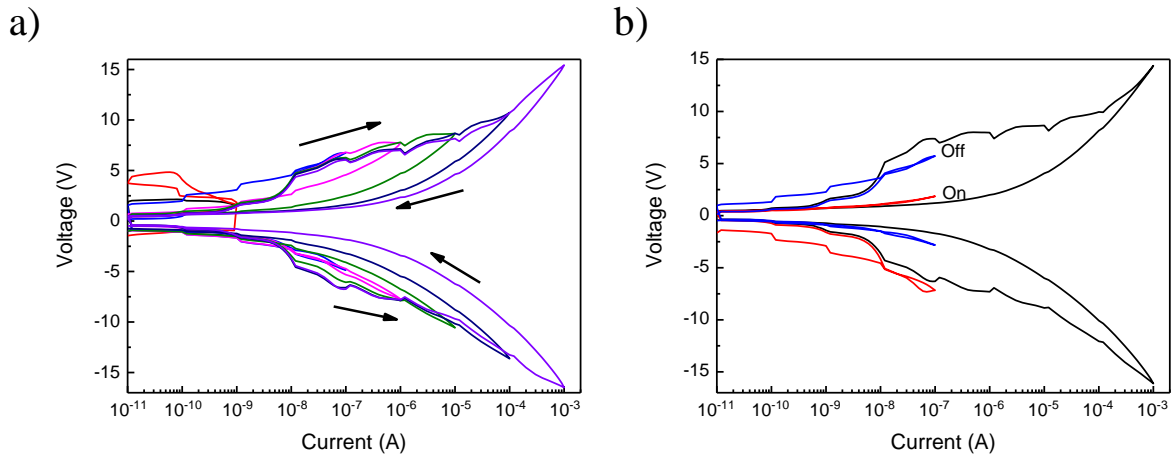 a)
15
10
5
0
-5
-10
-15
Voltage (V)
10⁻¹¹ 10⁻¹⁰ 10⁻⁹ 10⁻⁸ 10⁻⁷ 10⁻⁶ 10⁻⁵ 10⁻⁴ 10⁻³
Current (A)
b)
15
10
5
0
-5
-10
-15
Voltage (V)
Off
On
10⁻¹¹ 10⁻¹⁰ 10⁻⁹ 10⁻⁸ 10⁻⁷ 10⁻⁶ 10⁻⁵ 10⁻⁴ 10⁻³
Current (A)